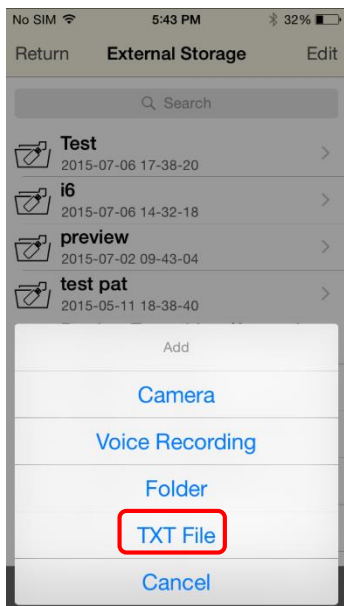 No SIM 5:43 PM 32%
Return External Storage Edit
Search
Test
2015-07-06 17-38-20
i6
2015-07-06 14-32-18
preview
2015-07-02 09-43-04
test pat
2015-05-11 18-38-40
Add
Camera
Voice Recording
Folder
TXT File
Cancel